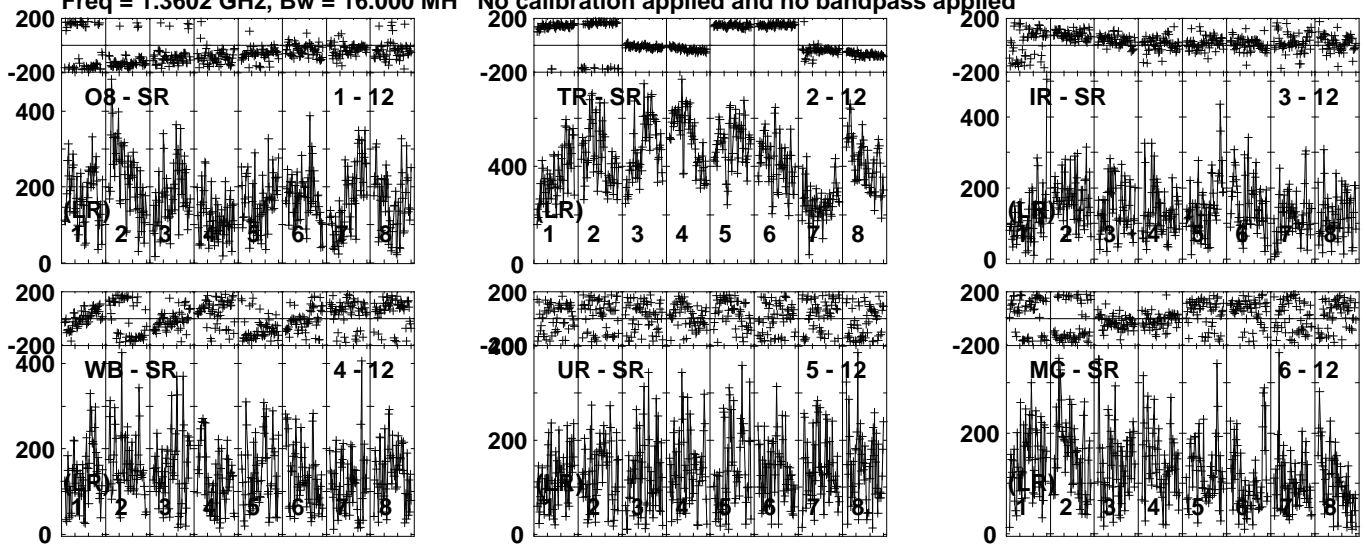 Freq = 1.3602 GHz, Bw = 16.000 MH No calibration applied and no bandpass applied
200
-200
O8 - SR 1 - 12
400
200
0
(LR)
1 2 3 4 5 6 7 8
TR - SR 2 - 12
200
-200
400
0
(LR)
1 2 3 4 5 6 7 8
IR - SR 3 - 12
200
-200
400
200
0
(LR)
1 2 3 4 5 6 7 8
WB - SR 4 - 12
200
-200
400
200
0
(LR)
1 2 3 4 5 6 7 8
UR - SR 5 - 12
200
-200
400
200
0
(LR)
1 2 3 4 5 6 7 8
MC - SR 6 - 12
200
-200
200
0
(LR)
1 2 3 4 5 6 7 8